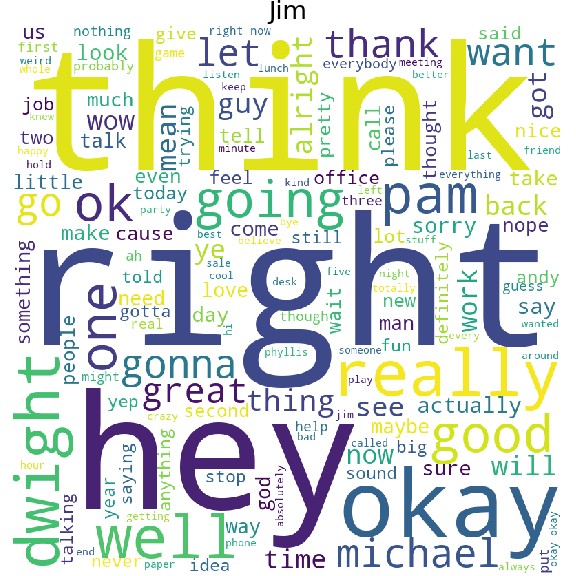 Jim
us
first
weird
whole
nothing
game
probably
give
right now
listen
lunch
said
meeting
better
keep
everybody
look
let
thank
want
think
job
knew
happy
hold
much
wow
talk
two
mean
trying
guy
tell
minute
alright
pretty
call
please
thought
got
nice
last
friend
everything
little
even
today
feel
kind
office
three
left
take
go
ok
going
pam
back
make
cause
party
ye
come
best
bye
believe
still
lot
stuff
sorry
nope
something
one
right
ah
told
need
gotta
real
sale
cool
love
day
hi
desk
though
five
wait
night
totally
new
man
fun
definitely
work
every
andy
guess
say
wanted
people
gonna
phyllis
someone
around
might
yep
great
thing
jim
play
see
really
actually
dwight
hey
crazy
second
help
bad
called
maybe
big
good
hour
year
saying
anything
stop
god
absolutely
now
sound
sure
will
talking
getting
well
way
okay
end
never
paper
phone
idea
time
michael
always
put
okay okay